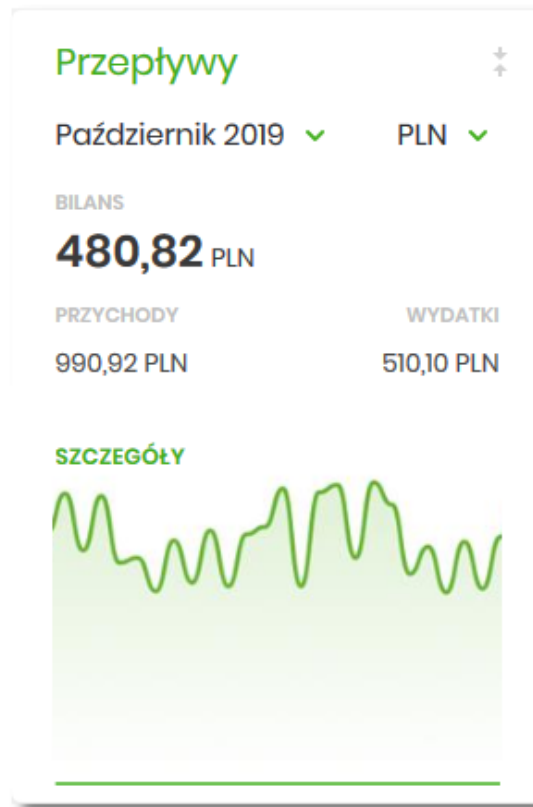 Przepływy
Październik 2019 PLN
BILANS
480,82 PLN
PRZYCHODY WYDATKI
990,92 PLN 510,10 PLN
SZCZEGÓŁY